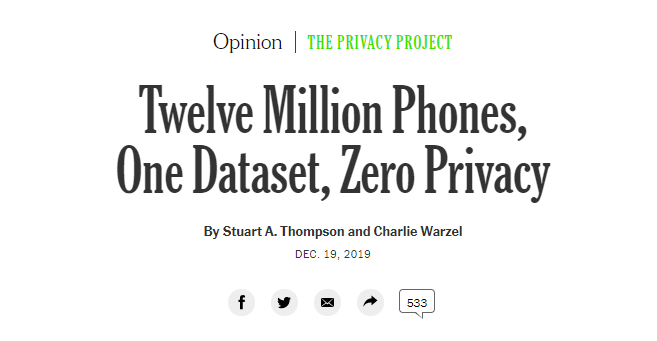 Opinion | THE PRIVACY PROJECT
Twelve Million Phones,
One Dataset, Zero Privacy
By Stuart A. Thompson and Charlie Warzel
DEC. 19, 2019
533